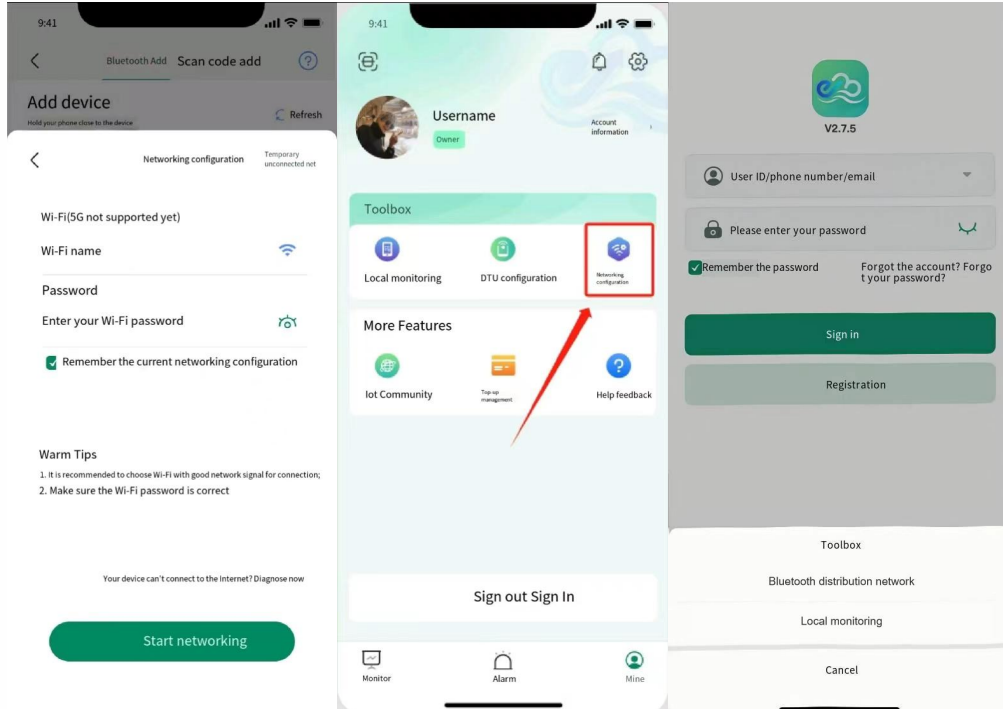 9:41
Bluetooth Add Scan code add
Add device
Hold your phone close to the device
Refresh
Networking configuration
Temporary
unconnected net
Wi-Fi(5G not supported yet)
Wi-Fi name
Password
Enter your Wi-Fi password
Remember the current networking configuration
Warm Tips
1. It is recommended to choose Wi-Fi with good network signal for connection;
2. Make sure the Wi-Fi password is correct
Your device can't connect to the Internet? Diagnose now
Start networking
9:41
Username
Owner
Account
information
Toolbox
Local monitoring
DTU configuration
Networking
configuration
More Features
Iot Community
Top-up
management
Help feedback
Sign out Sign In
Monitor
Alarm
Mine
V2.7.5
User ID/phone number/email
Please enter your password
Remember the password
Forgot the account? Forgo
t your password?
Sign in
Registration
Toolbox
Bluetooth distribution network
Local monitoring
Cancel